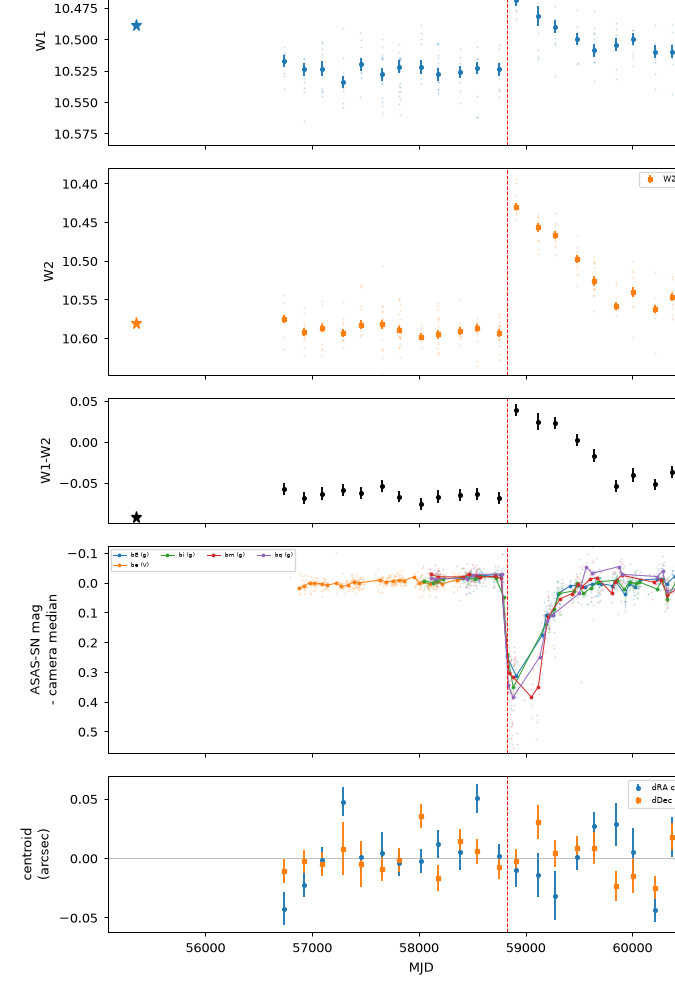 10.475
10.500
10.525
10.550
10.575
W1
10.40
10.45
10.50
10.55
10.60
W2
W2
0.05
0.00
−0.05
W1-W2
−0.1
0.0
0.1
0.2
0.3
0.4
0.5
ASAS-SN mag
- camera median
bE (g) bi (g) bm (g) bq (g)
be (V)
0.05
0.00
−0.05
centroid
(arcsec)
dRA c
dDec
56000 57000 58000 59000 60000
MJD